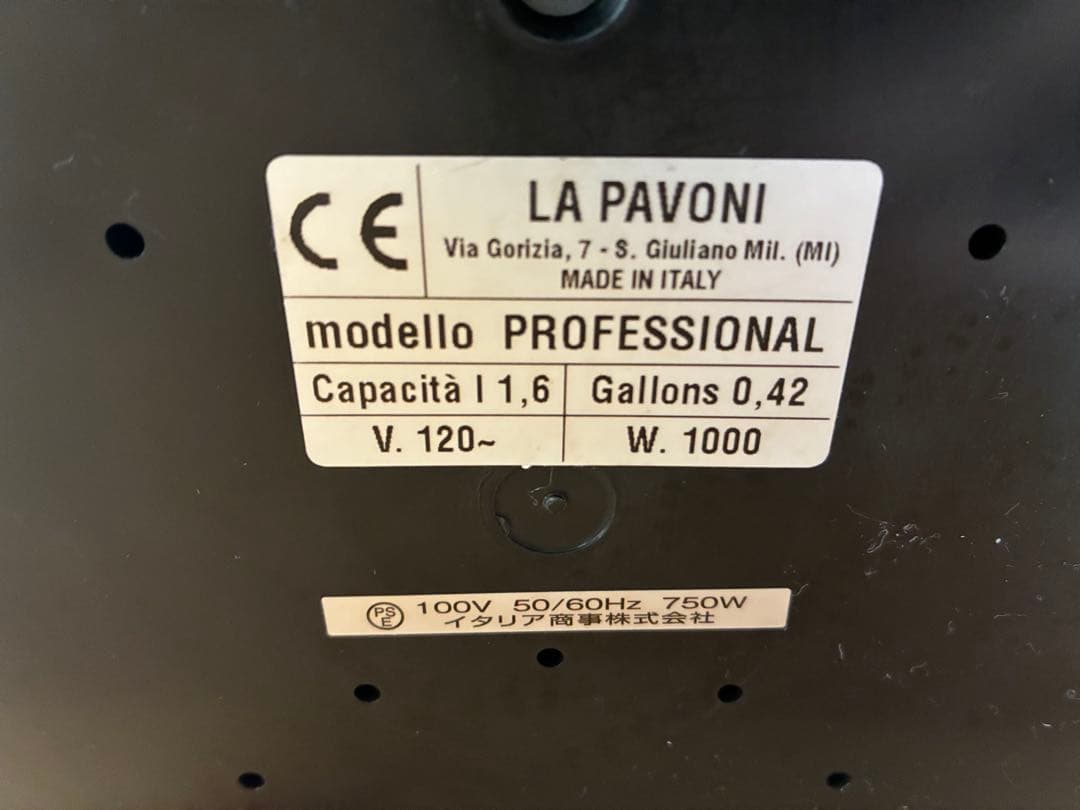 CE
LA PAVONI
Via Gorizia, 7 - S. Giuliano Mil. (MI)
MADE IN ITALY
modello PROFESSIONAL
Capacità l 1,6 Gallons 0,42
V. 120~ W. 1000
PSE 100V 50/60Hz 750W
イタリア商事株式会社